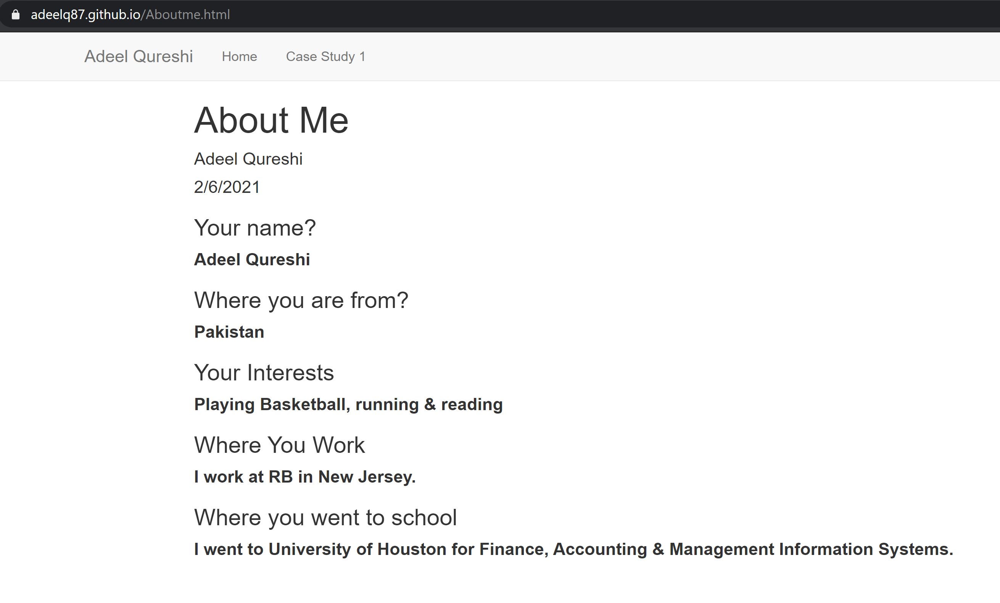 adeelq87.github.io/Aboutme.html
Adeel Qureshi Home Case Study 1
About Me
Adeel Qureshi
2/6/2021
Your name?
Adeel Qureshi
Where you are from?
Pakistan
Your Interests
Playing Basketball, running & reading
Where You Work
I work at RB in New Jersey.
Where you went to school
I went to University of Houston for Finance, Accounting & Management Information Systems.